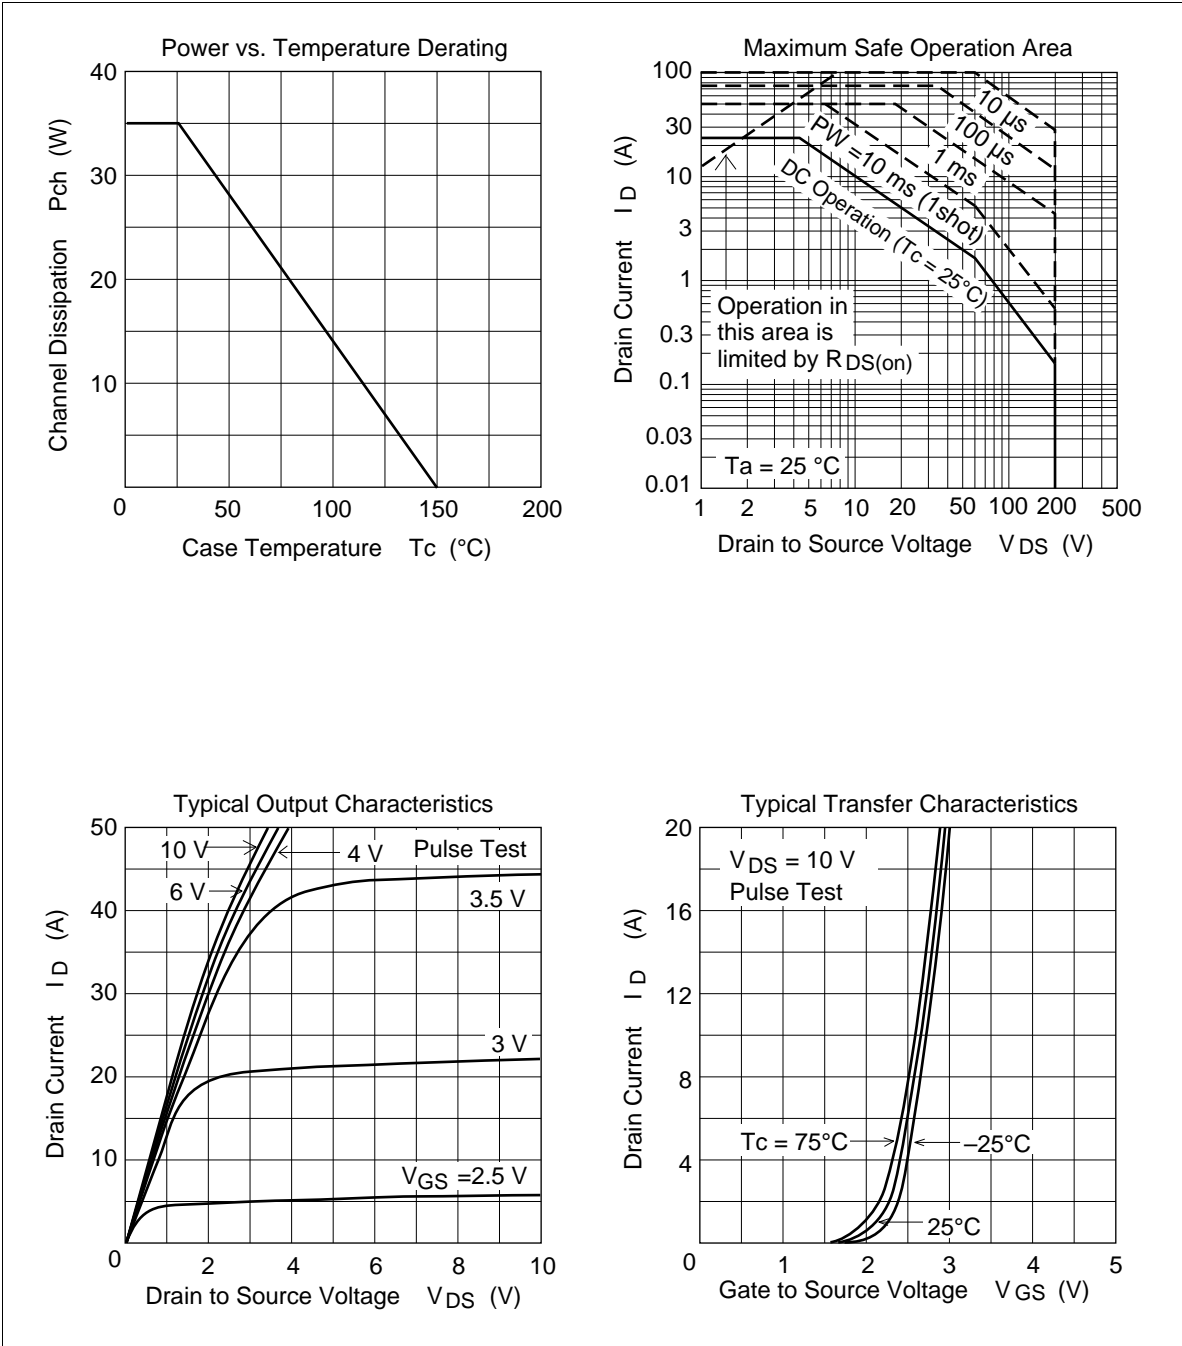 Power vs. Temperature Derating
40
30
20
10
0
50
100
150
200
Channel Dissipation Pch (W)
Case Temperature Tc (°C)
Maximum Safe Operation Area
100
30
10
3
1
0.3
0.1
0.03
0.01
1
2
5
10
20
50
100
200
500
Drain Current I D (A)
Drain to Source Voltage V DS (V)
10 µs
100 µs
1 ms
PW = 10 ms (1shot)
DC Operation (Tc = 25°C)
Operation in
this area is
limited by R DS(on)
Ta = 25 °C
Typical Output Characteristics
50
40
30
20
10
0
2
4
6
8
10
Drain Current I D (A)
Drain to Source Voltage V DS (V)
10 V
6 V
4 V
Pulse Test
3.5 V
3 V
V GS =2.5 V
Typical Transfer Characteristics
20
16
12
8
4
0
1
2
3
4
5
Drain Current I D (A)
Gate to Source Voltage V GS (V)
V DS = 10 V
Pulse Test
Tc = 75°C
–25°C
25°C